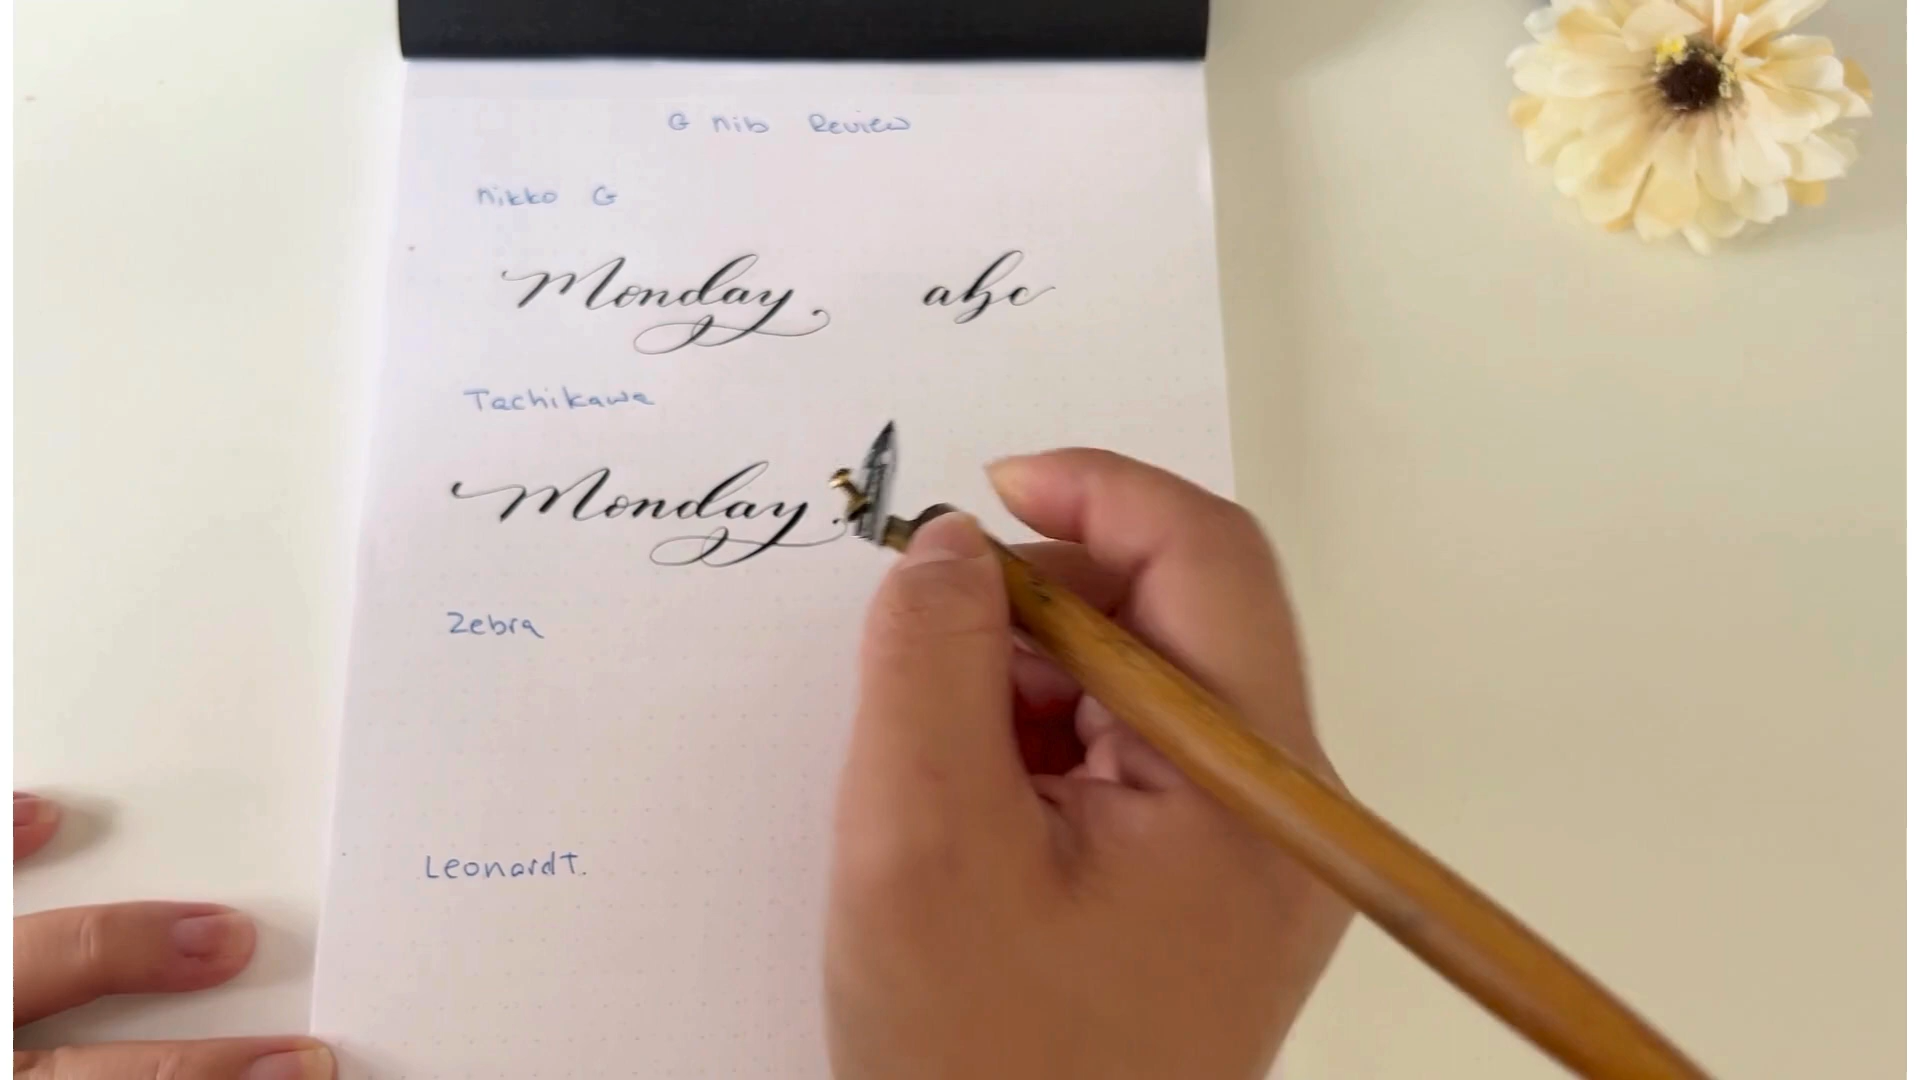 G Nib Review
Nikko G
Monday abc
Tachikawa
Monday
Zebra
Leonardt.